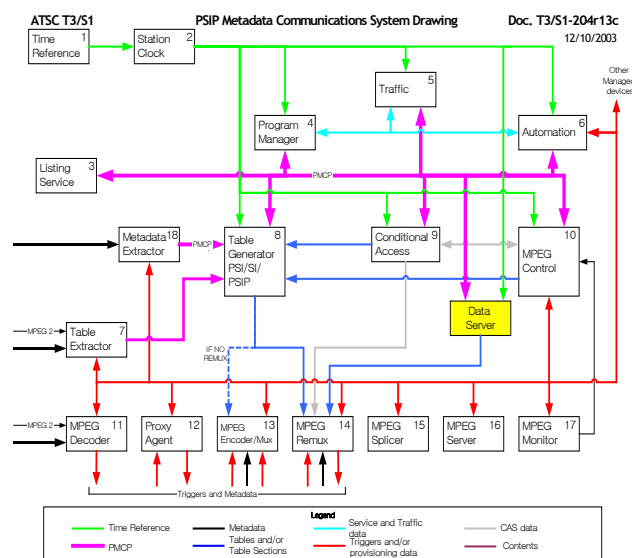 ATSC T3/S1
PSIP Metadata Communications System Drawing
Doc. T3/S1-204r13c
12/10/2003
Time
Reference
1
Station
Clock
2
Other
Managed
devices
Traffic
5
Program
Manager
4
Automation
6
Listing
Service
3
PMCP
Metadata
Extractor
18
PMCP
Table
Generator
PSI/SI/
PSIP
8
Conditional
Access
9
MPEG
Control
10
Data
Server
MPEG 2
Table
Extractor
7
IF NO
REMUX
MPEG 2
MPEG
Decoder
11
Proxy
Agent
12
MPEG
Encoder/Mux
13
MPEG
Remux
14
MPEG
Splicer
15
MPEG
Server
16
MPEG
Monitor
17
Triggers and Metadata
Legend
Time Reference
Metadata
Service and Traffic
data
CAS data
PMCP
Tables and/or
Table Sections
Triggers and/or
provisioning data
Contents